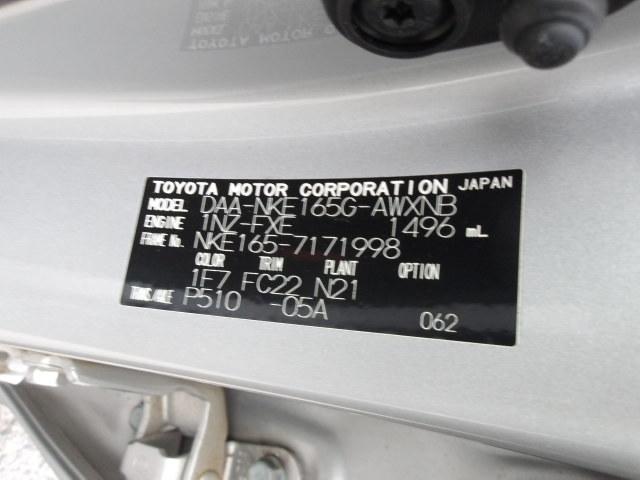 TOYOTA MOTOR CORPORATION JAPAN
MODEL DAA-NKE165G-AWXNB
ENGINE 1NZ-FXE 1496 mL
FRAME No. NKE165-7171998
COLOR TRIM PLANT OPTION
1F7 FC22 N21
TRANS/AXLE P510 -05A
062